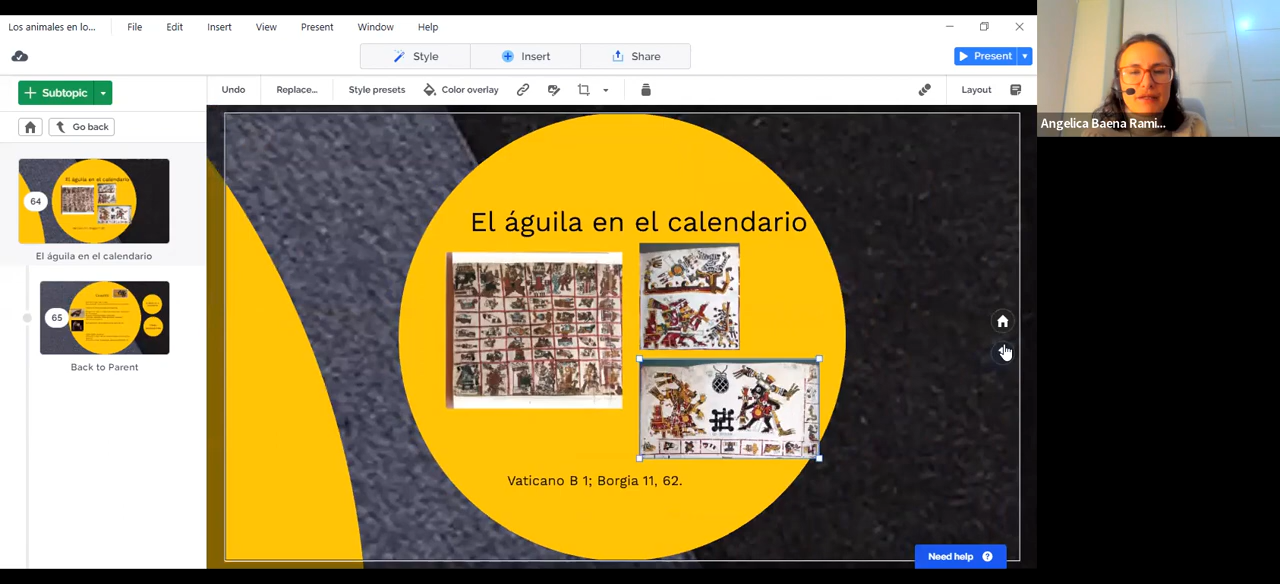 Los animales en lo...
File
Edit
Insert
View
Present
Window
Help
Style
Insert
Share
Present
Subtopic
Undo
Replace...
Style presets
Color overlay
Layout
Go back
Angelica Baena Rami...
64
El águila en el calendario
El águila en el calendario
65
Back to Parent
El águila en el calendario
Vaticano B 1; Borgia 11, 62.
Need help ?